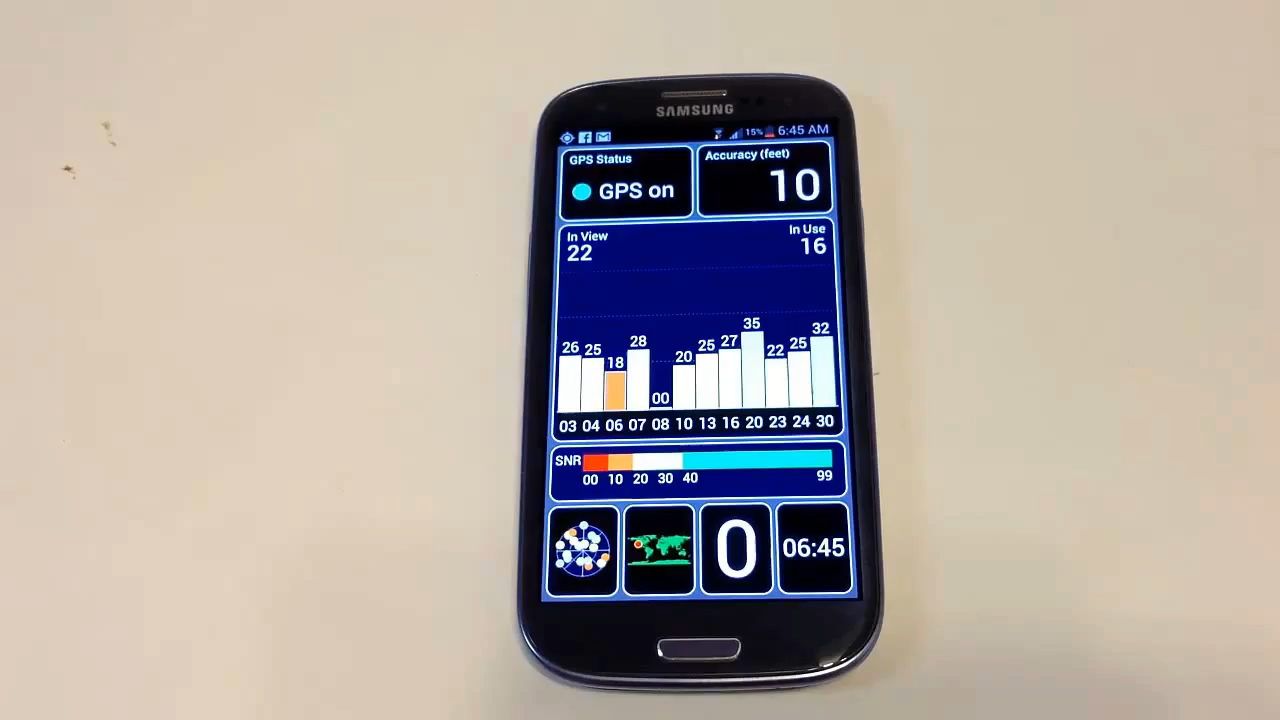 SAMSUNG
15% 6:45 AM
GPS Status
GPS on
Accuracy (feet)
10
In View
22
In Use
16
26 25 18 28 00 20 25 27 35 22 25 32
03 04 06 07 08 10 13 16 20 23 24 30
SNR
00 10 20 30 40 99
0
06:45